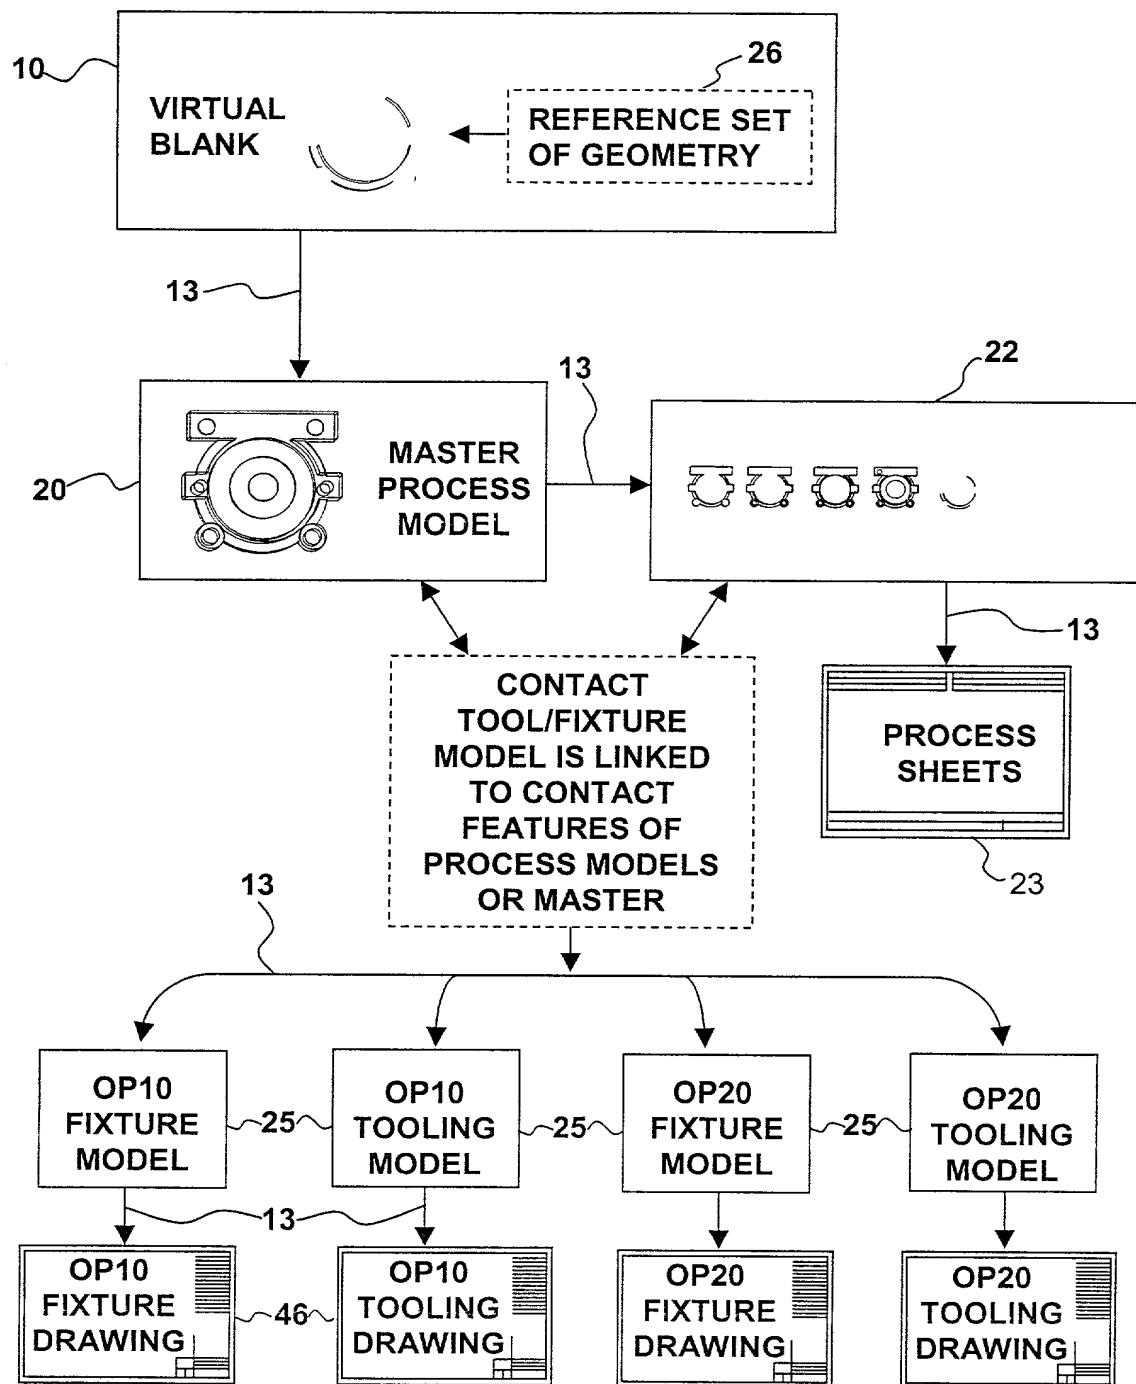 10
26
VIRTUAL
BLANK
REFERENCE SET
OF GEOMETRY
13
13
22
20
MASTER
PROCESS
MODEL
13
CONTACT
TOOL/FIXTURE
MODEL IS LINKED
TO CONTACT
FEATURES OF
PROCESS MODELS
OR MASTER
PROCESS
SHEETS
23
13
OP10
FIXTURE
MODEL
25
OP10
TOOLING
MODEL
25
OP20
FIXTURE
MODEL
25
OP20
TOOLING
MODEL
13
OP10
FIXTURE
DRAWING
46
OP10
TOOLING
DRAWING
OP20
FIXTURE
DRAWING
OP20
TOOLING
DRAWING